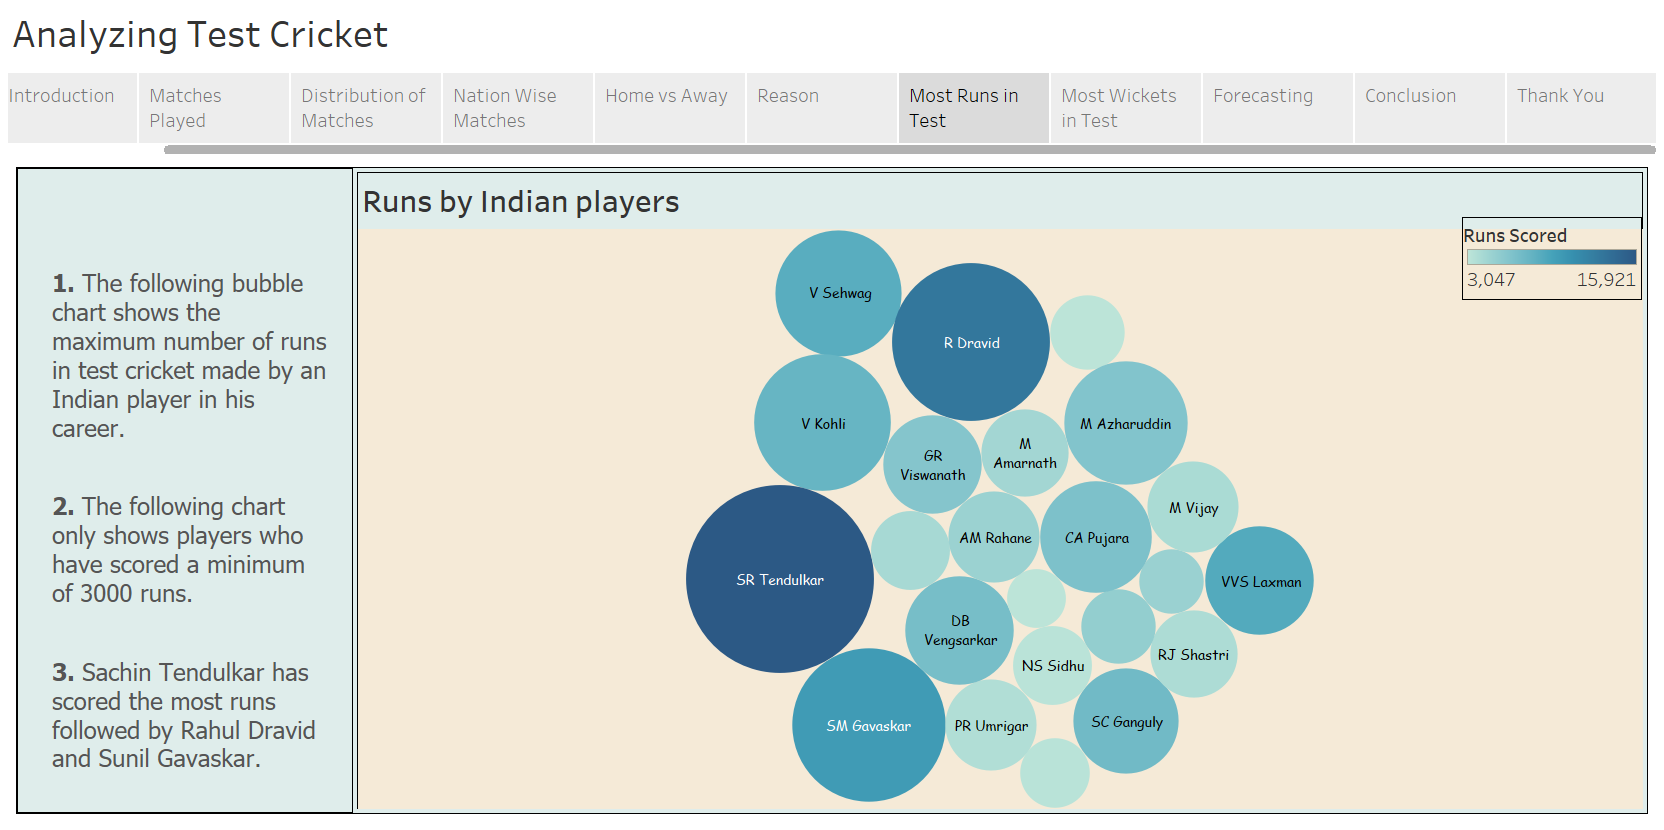 Analyzing Test Cricket
Introduction
Matches
Played
Distribution of
Matches
Nation Wise
Matches
Home vs Away
Reason
Most Runs in
Test
Most Wickets
in Test
Forecasting
Conclusion
Thank You
1. The following bubble
chart shows the
maximum number of runs
in test cricket made by an
Indian player in his
career.
2. The following chart
only shows players who
have scored a minimum
of 3000 runs.
3. Sachin Tendulkar has
scored the most runs
followed by Rahul Dravid
and Sunil Gavaskar.
Runs by Indian players
Runs Scored
3,047 15,921
V Sehwag
R Dravid
V Kohli
M Azharuddin
GR
Viswanath
M
Amarnath
M Vijay
AM Rahane
CA Pujara
SR Tendulkar
VVS Laxman
DB
Vengsarkar
NS Sidhu
RJ Shastri
SM Gavaskar
PR Umrigar
SC Ganguly